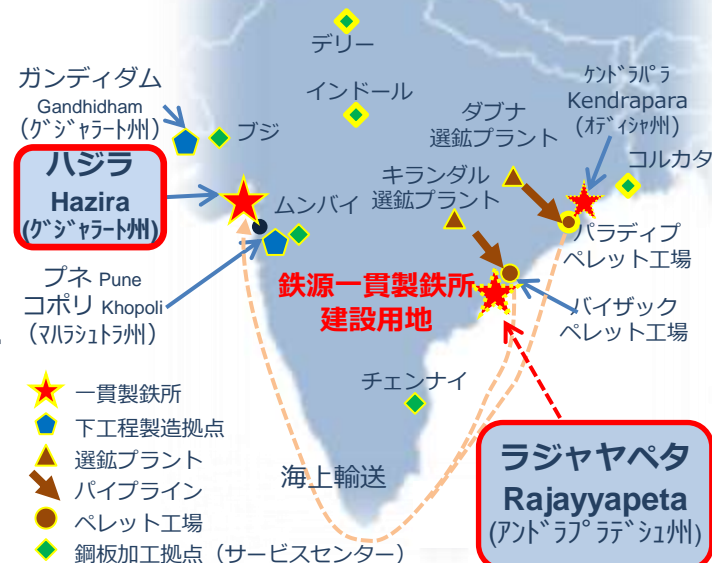 デリー
ガンディダム
Gandhidham
(ｸﾞｼﾞｬﾗｰﾄ州)
ブジ
インドール
ダブナ
選鉱プラント
ｹﾝﾄﾞﾗﾊﾟﾗ
Kendrapara
(ｵﾃﾞｨｼｬ州)
コルカタ
ハジラ
Hazira
(ｸﾞｼﾞｬﾗｰﾄ州)
ムンバイ
キランダル
選鉱プラント
パラディプ
ペレット工場
プネ Pune
コポリ Khopoli
(ﾏﾊﾗｼｭﾄﾗ州)
鉄源一貫製鉄所
建設用地
バイザック
ペレット工場
チェンナイ
一貫製鉄所
下工程製造拠点
選鉱プラント
パイプライン
ペレット工場
鋼板加工拠点（サービスセンター）
海上輸送
ラジャヤペタ
Rajayyapeta
(ｱﾝﾄﾞﾗﾌﾟﾗﾃﾞｼｭ州)